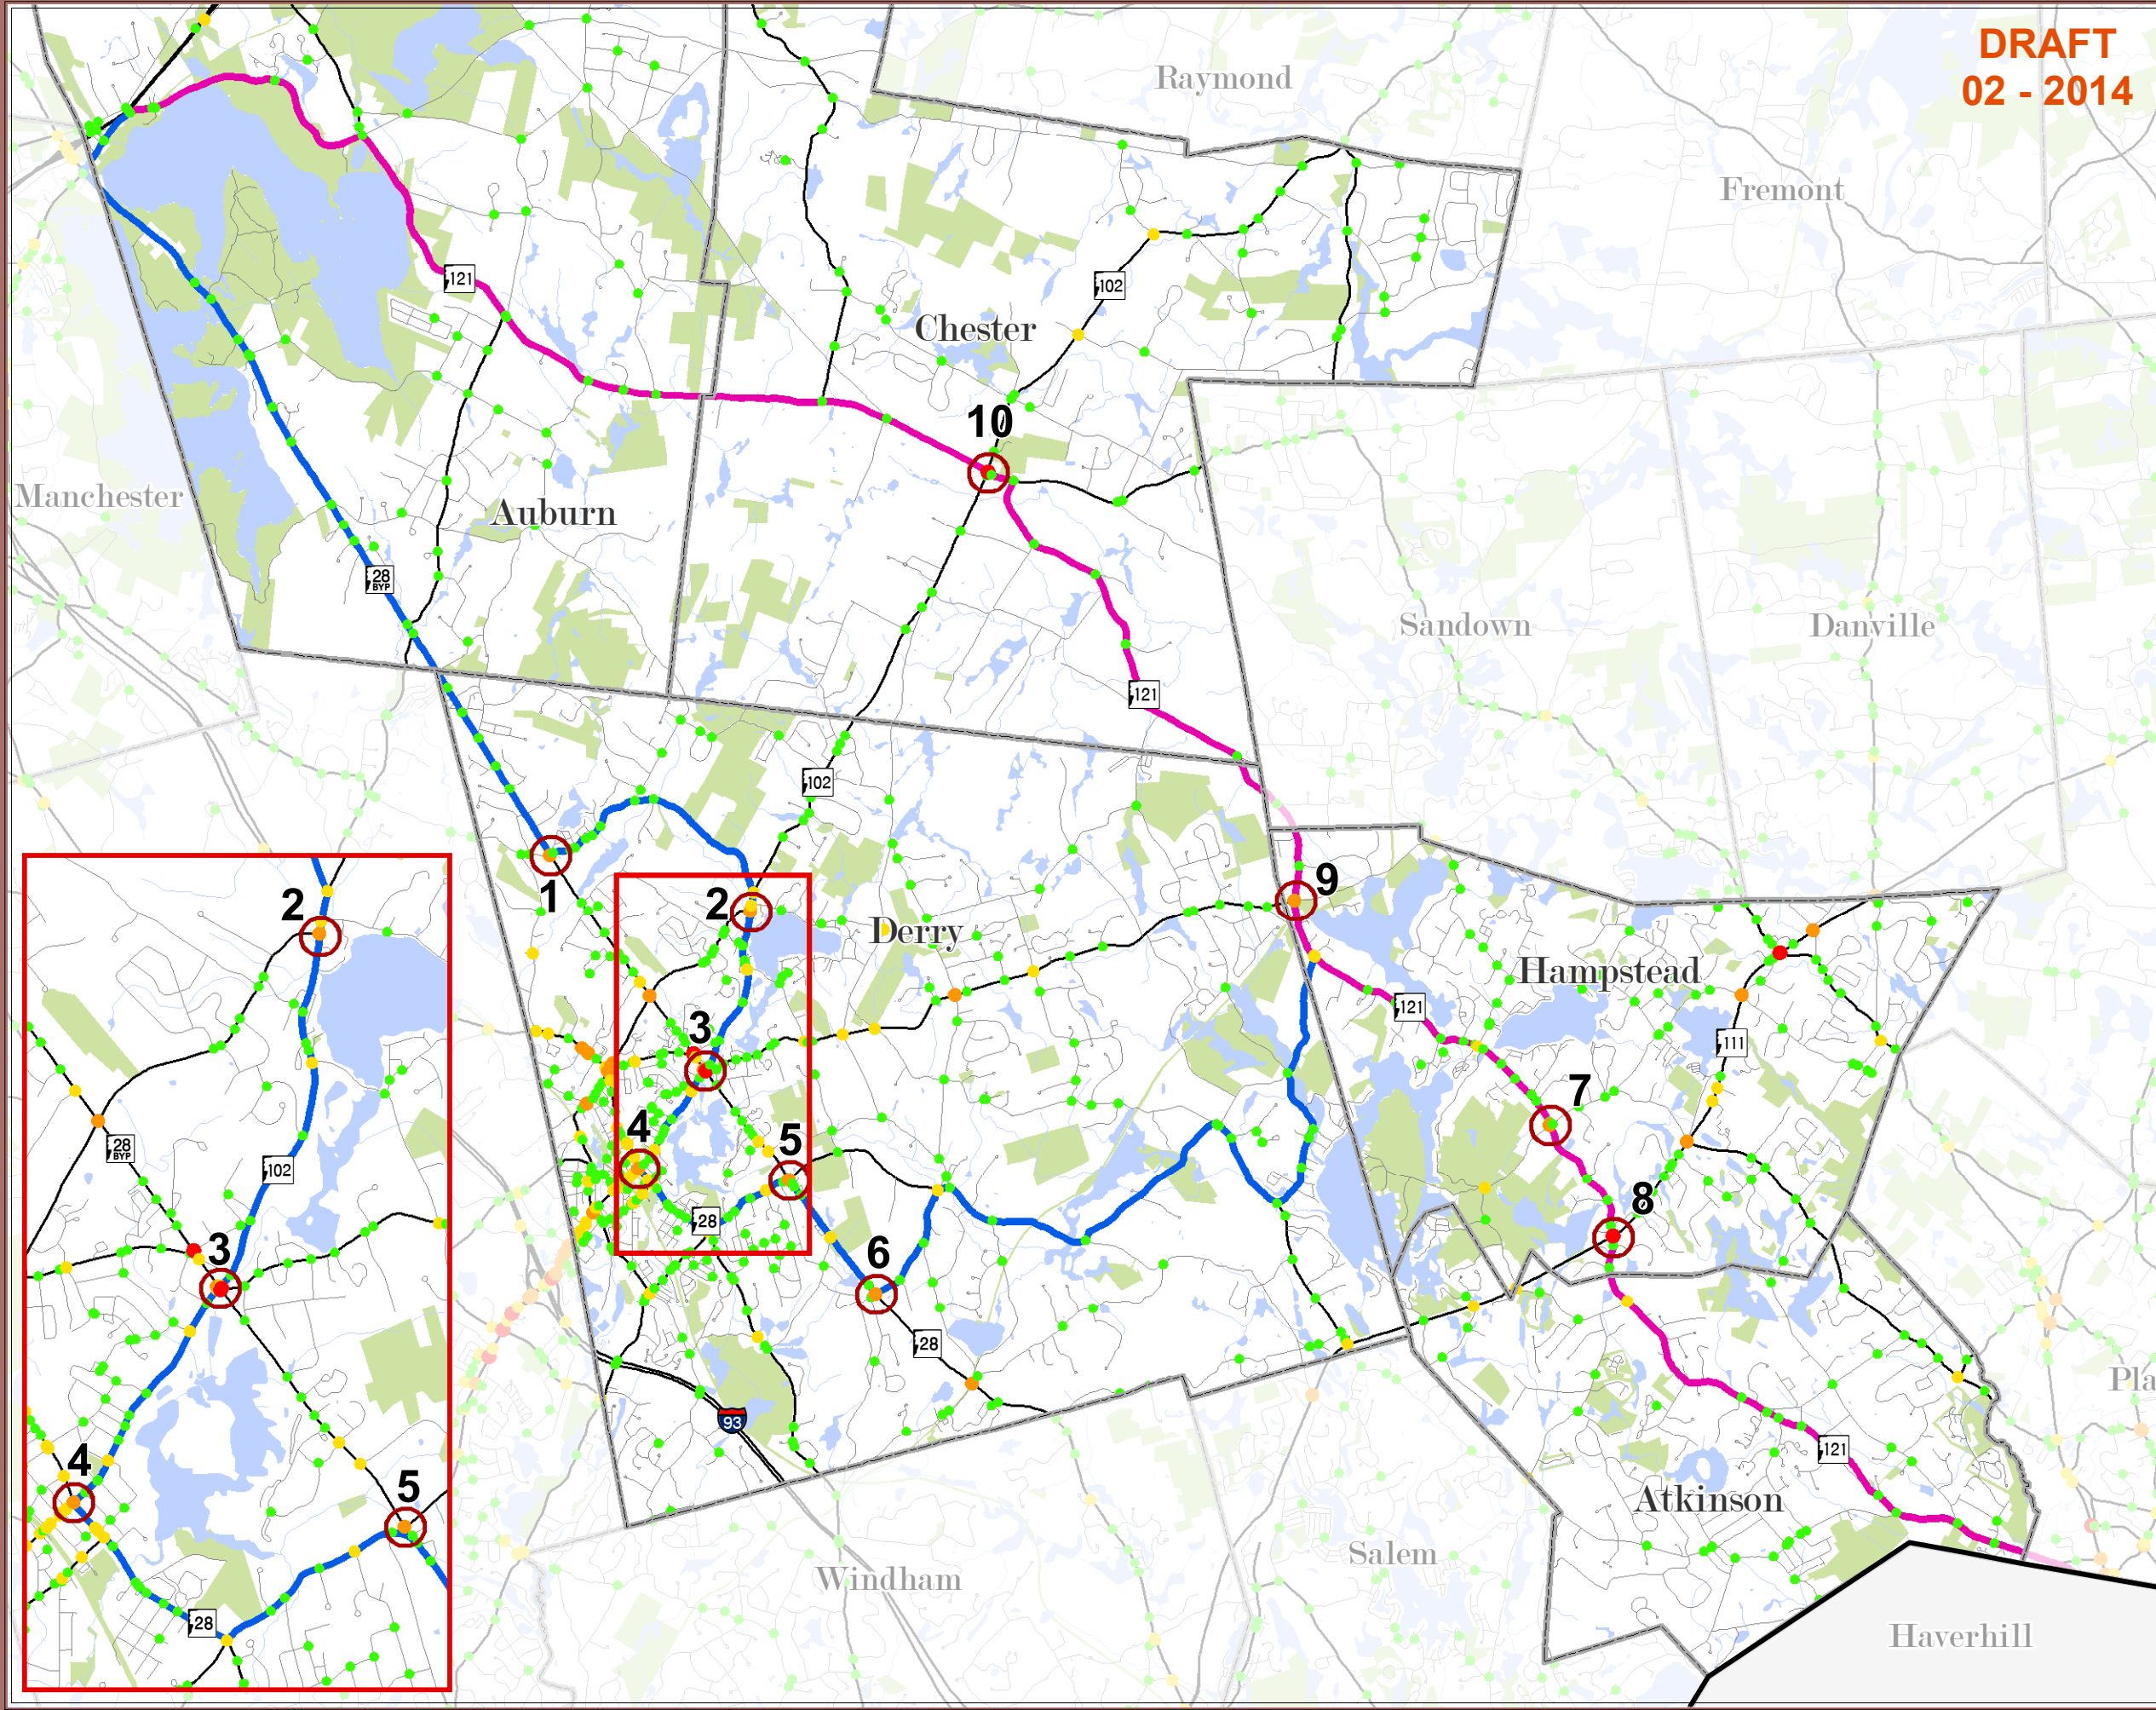 DRAFT
02 - 2014
Raymond
Fremont
121
102
Chester
10
Manchester
Auburn
28
BYP
Sandown
Danville
121
102
1
2
9
Derry
Hampstead
121
111
3
7
4
5
8
28
6
28
93
121
Atkinson
Pla
Windham
Salem
Haverhill
2
28
BYP
102
3
4
5
28